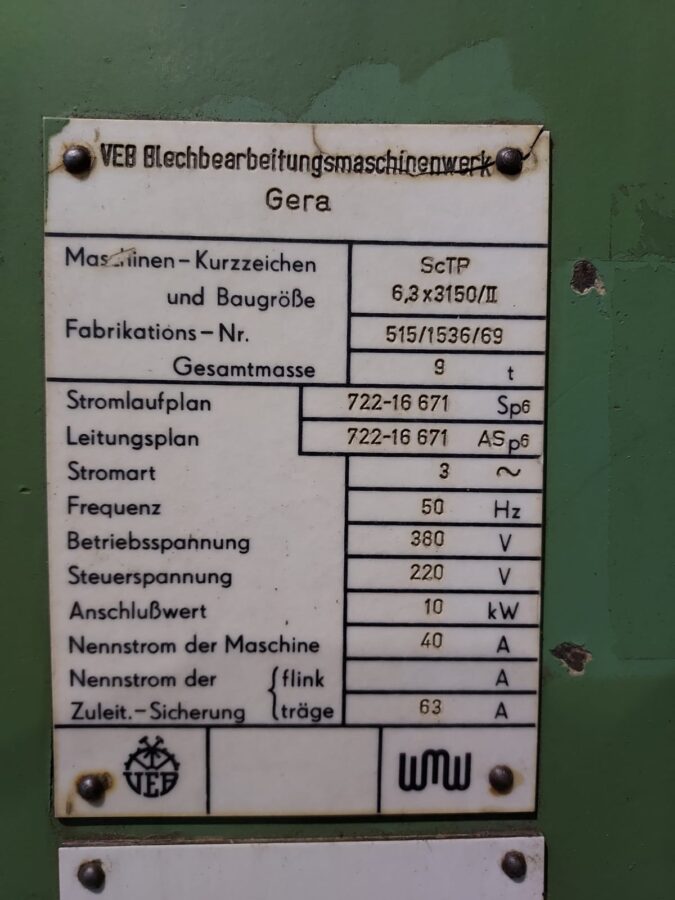 VEB Blechbearbeitungsmaschinenwerk
Gera
Maschinen-Kurzzeichen ScTP
und Baugröße 6,3x3150/II
Fabrikations-Nr. 515/1536/69
Gesamtmasse 9 t
Stromlaufplan 722-16 671 Sp6
Leitungsplan 722-16 671 ASp6
Stromart 3 ~
Frequenz 50 Hz
Betriebsspannung 380 V
Steuerspannung 220 V
Anschlußwert 10 kW
Nennstrom der Maschine 40 A
Nennstrom der { flink A
Zuleit.-Sicherung träge 63 A
VEB WMW